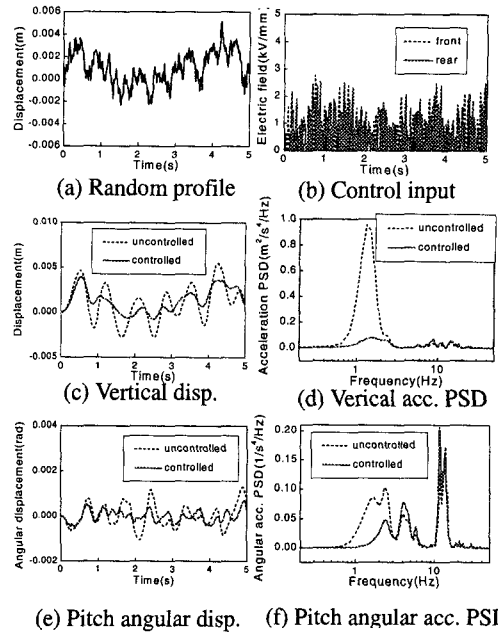 Displacement(m)
0.006
0.004
0.002
0.000
-0.002
-0.004
-0.006
0 1 2 3 4 5
Time(s)
(a) Random profile
Electric field(kV/mm)
5
4
3
2
1
0
front
rear
0 1 2 3 4 5
Time(s)
(b) Control input
Displacement(m)
0.010
0.005
0.000
-0.005
uncontrolled
controlled
0 1 2 3 4 5
Time(s)
(c) Vertical disp.
Acceleration PSD (m²/s⁴/Hz)
1.0
0.8
0.6
0.4
0.2
0.0
uncontrolled
controlled
1 10
Frequency(Hz)
(d) Verical acc. PSD
Angular displacement(rad)
0.004
0.002
0.000
-0.002
uncontrolled
controlled
0 1 2 3 4 5
Time(s)
(e) Pitch angular disp.
Angular acc. PSD(1/s⁴/Hz)
0.20
0.15
0.10
0.05
0.00
uncontrolled
controlled
1 10
Frequency(Hz)
(f) Pitch angular acc. PSD